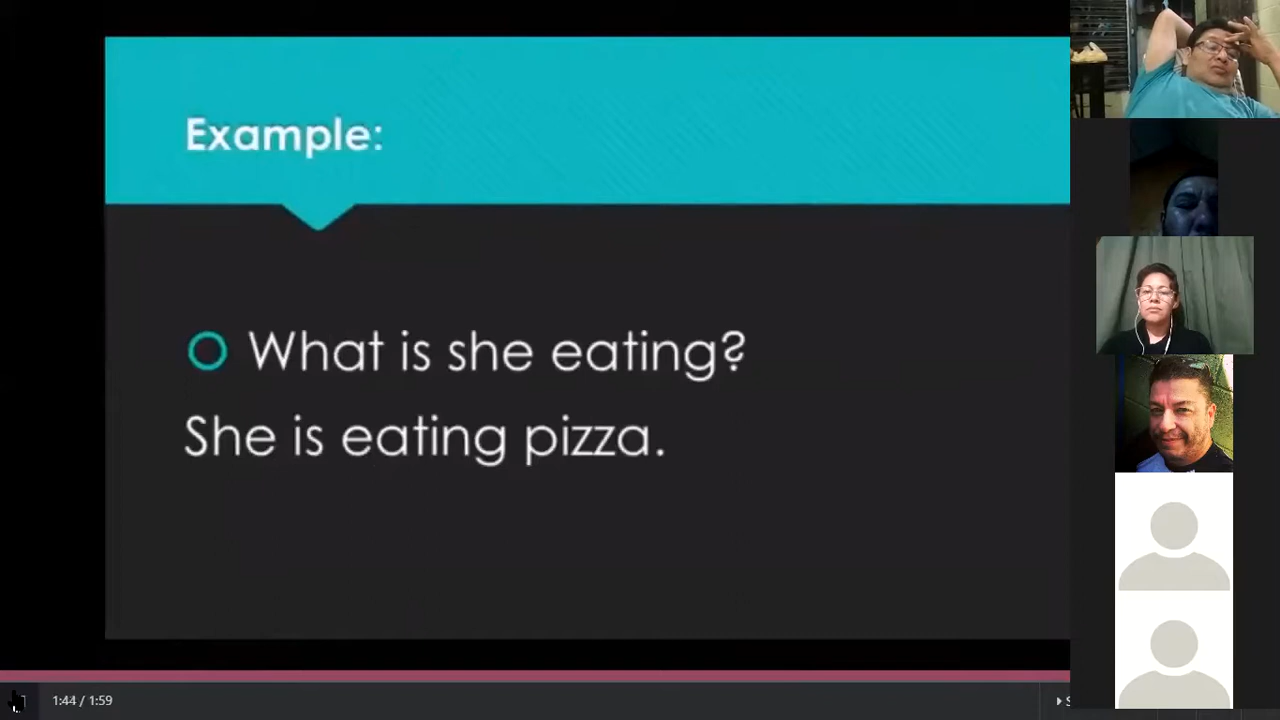 Example:
What is she eating?
She is eating pizza.
1:44 / 1:59